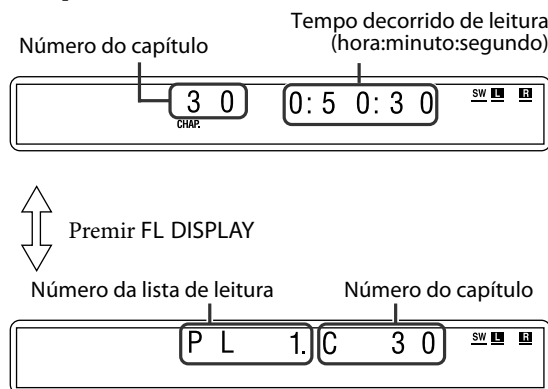 Número do capítulo
Tempo decorrido de leitura
(hora:minuto:segundo)
3 0 0:5 0:3 0 SW L R
CHAP.
Premir FL DISPLAY
Número da lista de leitura Número do capítulo
P L 1. C 3 0 SW L R